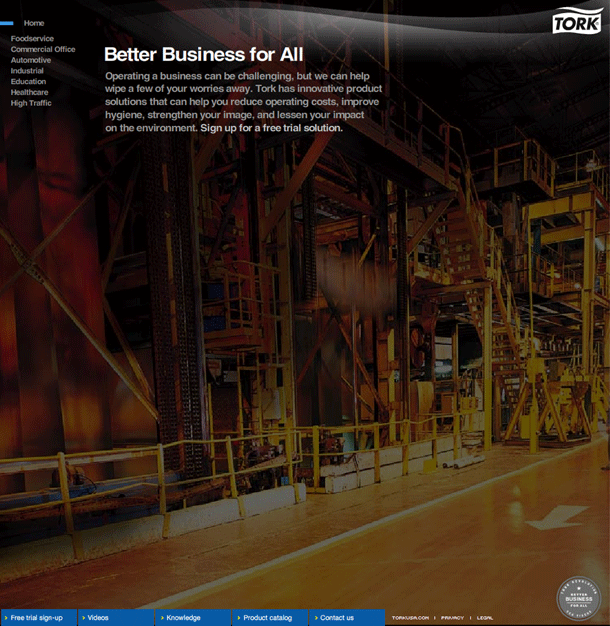 Home
TORK
Foodservice
Commercial Office
Automotive
Industrial
Education
Healthcare
High Traffic
Better Business for All
Operating a business can be challenging, but we can help
wipe a few of your worries away. Tork has innovative product
solutions that can help you reduce operating costs, improve
hygiene, strengthen your image, and lessen your impact
on the environment. Sign up for a free trial solution.
BETTER
BUSINESS
FOR ALL
Free trial sign-up
Videos
Knowledge
Product catalog
Contact us
TORKUSA.COM | PRIVACY | LEGAL